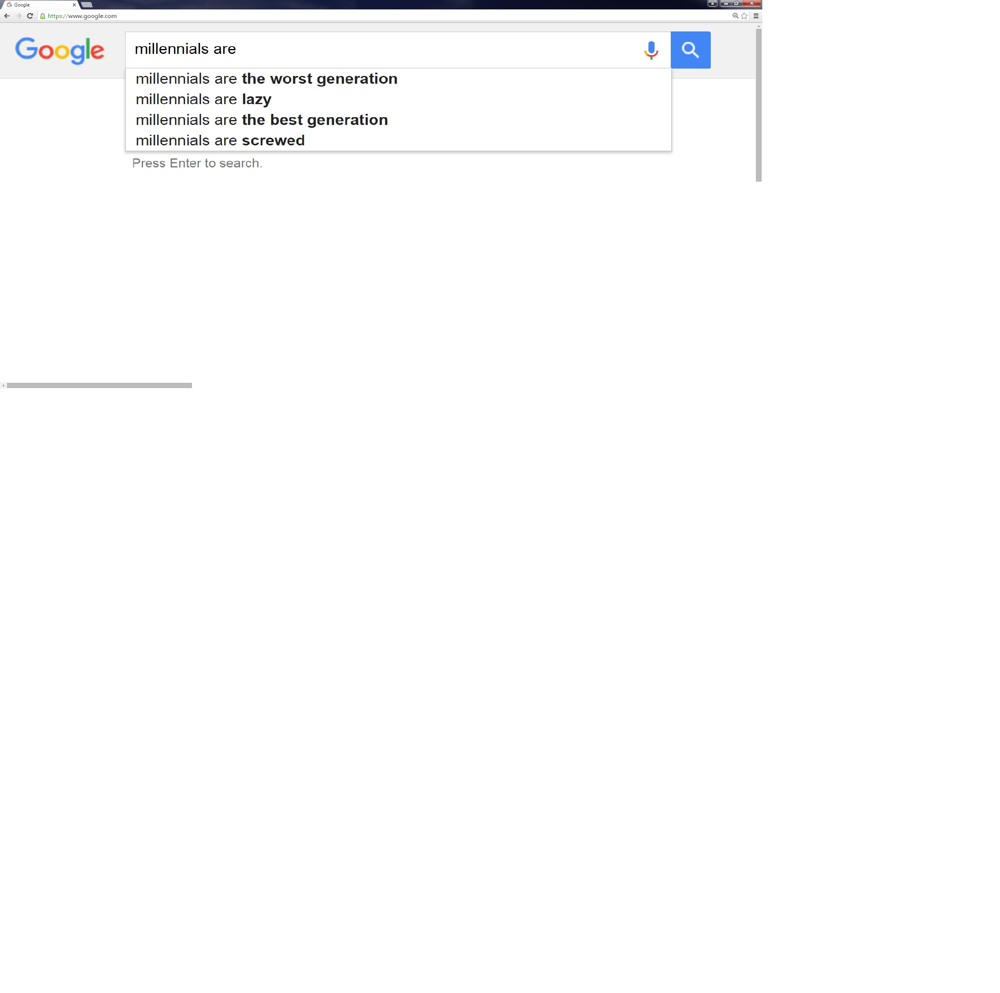 Google
https://www.google.com
Google
millennials are
millennials are the worst generation
millennials are lazy
millennials are the best generation
millennials are screwed
Press Enter to search.